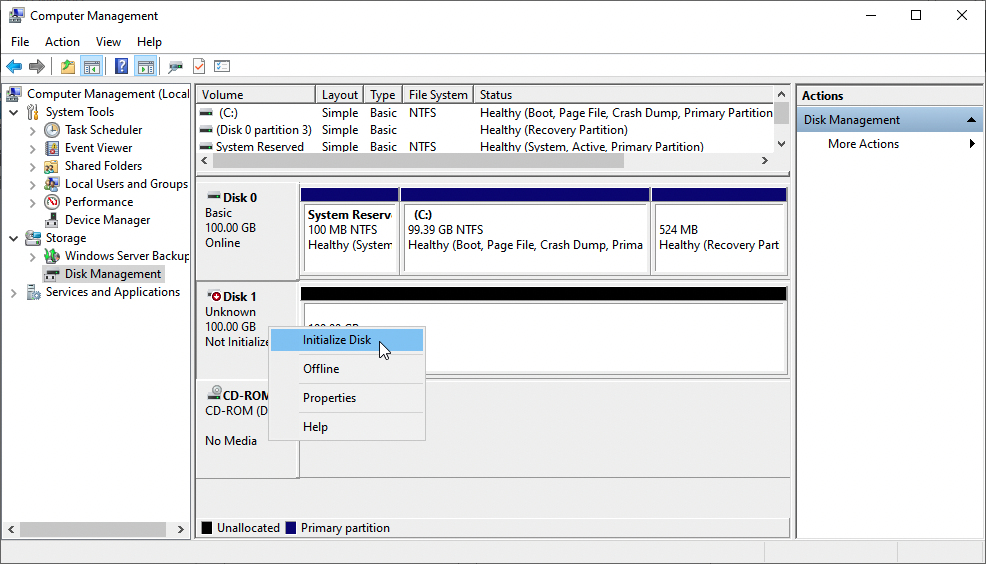 Computer Management
File Action View Help
Computer Management (Local
System Tools
Task Scheduler
Event Viewer
Shared Folders
Local Users and Groups
Performance
Device Manager
Storage
Windows Server Backup
Disk Management
Services and Applications
Volume Layout Type File System Status
(C:) Simple Basic NTFS Healthy (Boot, Page File, Crash Dump, Primary Partition
(Disk 0 partition 3) Simple Basic Healthy (Recovery Partition)
System Reserved Simple Basic NTFS Healthy (System, Active, Primary Partition)
Disk 0
Basic
100.00 GB
Online
System Reserv
100 MB NTFS
Healthy (System
(C:)
99.39 GB NTFS
Healthy (Boot, Page File, Crash Dump, Prima
524 MB
Healthy (Recovery Part
Disk 1
Unknown
100.00 GB
Not Initialize
100.00 GB
Initialize Disk
Offline
Properties
Help
CD-ROM
CD-ROM (D
No Media
Unallocated Primary partition
Actions
Disk Management
More Actions